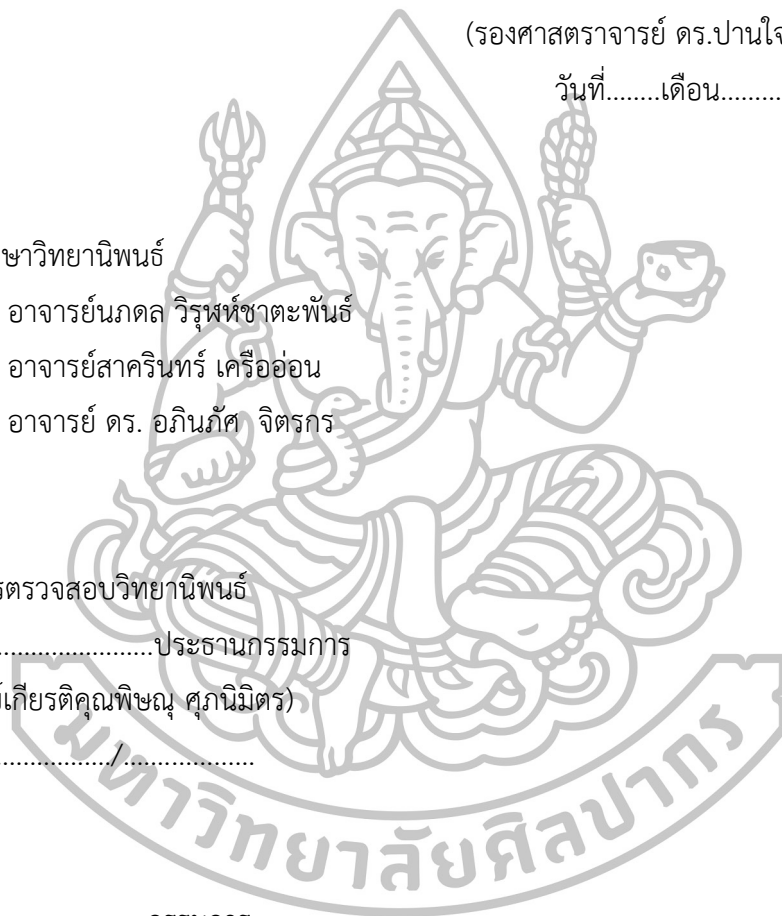 (รองศาสตราจารย์ ดร.ปานใจ
วันที่........เดือน..........
ษาวิทยานิพนธ์
อาจารย์นภดล วิรุฬห์ชาตะพันธ์
อาจารย์สาครินทร์ เครืออ่อน
อาจารย์ ดร. อภินภัศ จิตรกร
รตรวจสอบวิทยานิพนธ์
......................ประธานกรรมการ
เกียรติคุณพิษณุ ศุภนิมิตร)
................/..................
มหาวิทยาลัยศิลปากร